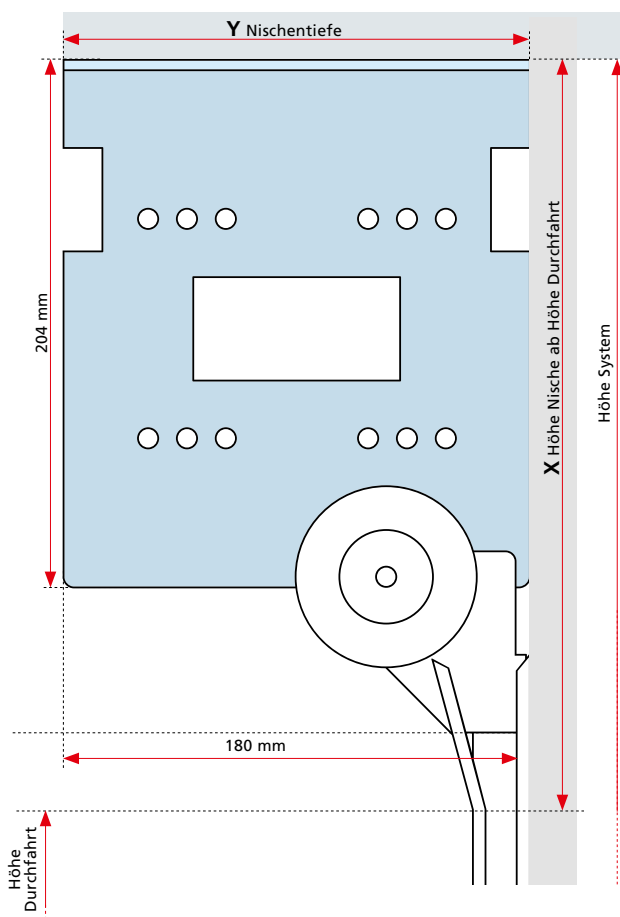 Y Nischentiefe
204 mm
X Höhe Nische ab Höhe Durchfahrt
Höhe System
180 mm
Höhe
Durchfahrt